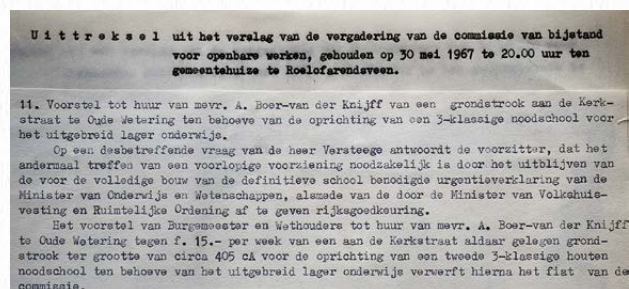 U i t t r e k s e l uit het verslag van de vergadering van de commissie van bijstand
voor openbare werken, gehouden op 30 mei 1967 te 20.00 uur ten
gemeentehuize te Roelofarendsveen.
11. Voorstel tot huur van mevr. A. Boer-van der Knijff van een grondstrook aan de Kerk-
straat te Oude Wetering ten behoeve van de oprichting van een 3-klassige noodschool voor
het uitgebreid lager onderwijs.
Op een desbetreffende vraag van de heer Versteege antwoordt de voorzitter, dat het
andermaal treffen van een voorlopige voorziening noodzakelijk is door het uitblijven van
de voor de volledige bouw van de definitieve school benodigde urgentieverklaring van de
Minister van Onderwijs en Wetenschappen, alsmede van de door de Minister van Volkshuis-
vesting en Ruimtelijke Ordening af te geven rijksgoedkeuring.
Het voorstel van Burgemeester en Wethouders tot huur van mevr. A. Boer-van der Knijff
te Oude Wetering tegen f. 15.- per week van een aan de Kerkstraat aldaar gelegen grond-
strook ter grootte van circa 405 cA voor de oprichting van een tweede 3-klassige houten
noodschool ten behoeve van het uitgebreid lager onderwijs verwerft hierna het fiat van de
commissie.